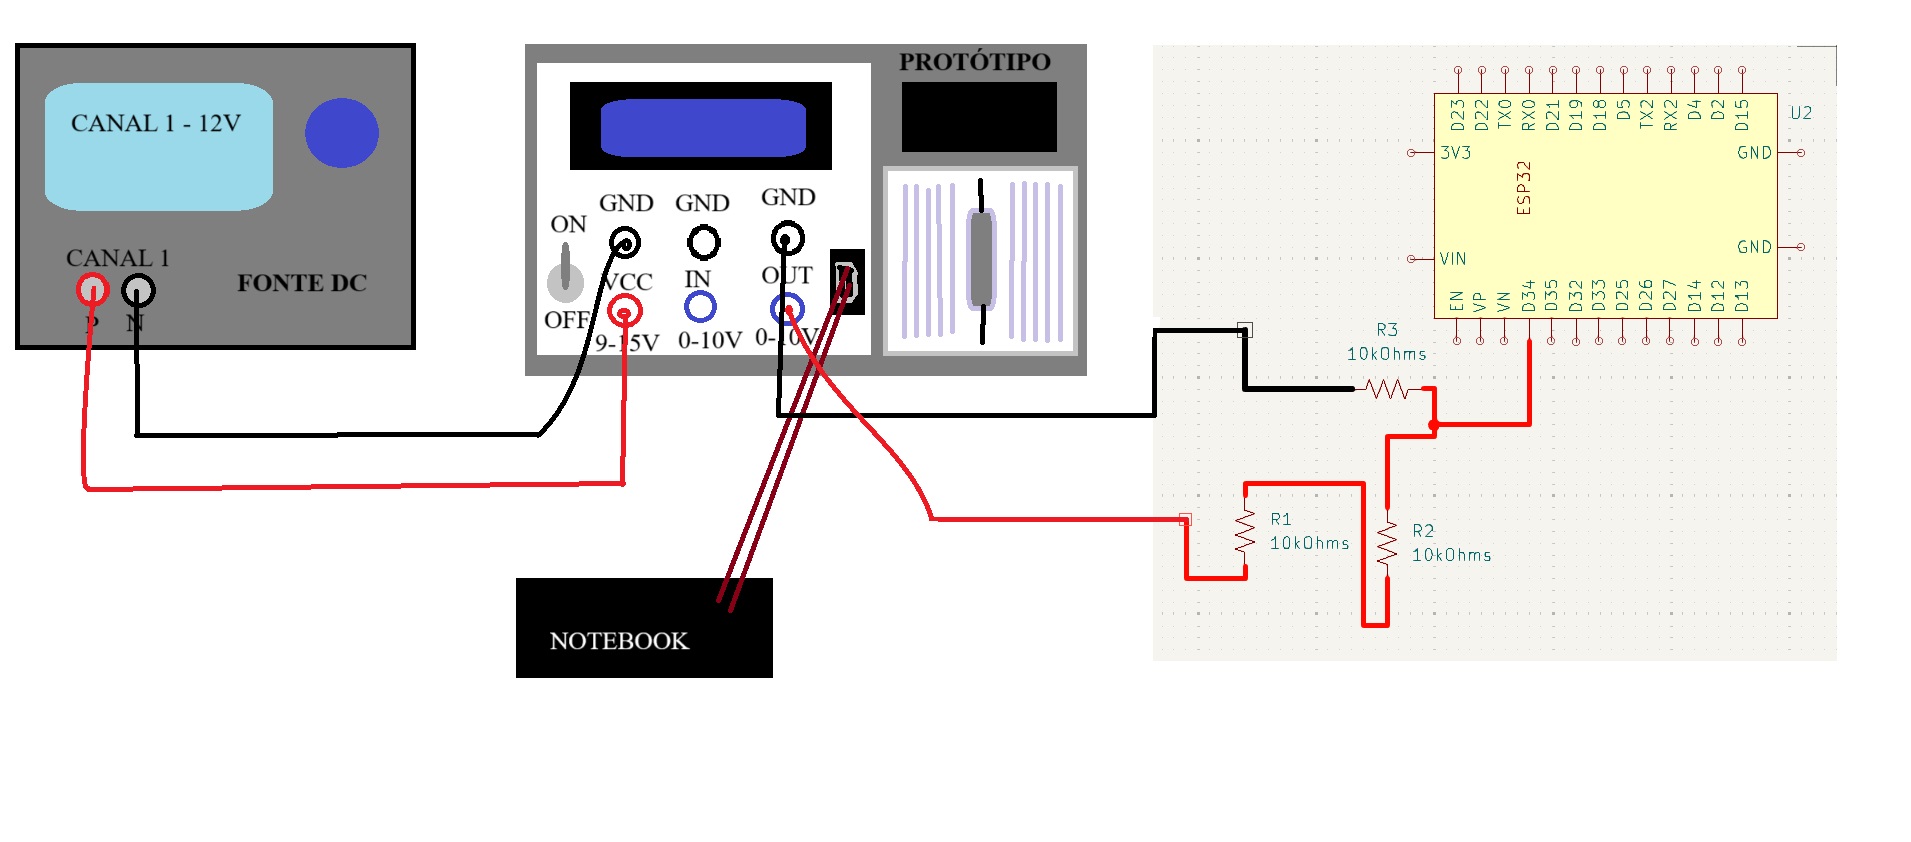 CANAL 1 - 12V
CANAL 1
P
N
FONTE DC
PROTÓTIPO
ON
OFF
GND
GND
GND
VCC
IN
OUT
9-15V
0-10V
0-10V
NOTEBOOK
D23
D22
TX0
RX0
D21
D19
D18
D5
TX2
RX2
D4
D2
D15
U2
3V3
GND
ESP32
VIN
GND
EN
VP
VN
D34
D35
D32
D33
D25
D26
D27
D14
D12
D13
R3
10kOhms
R1
10kOhms
R2
10kOhms